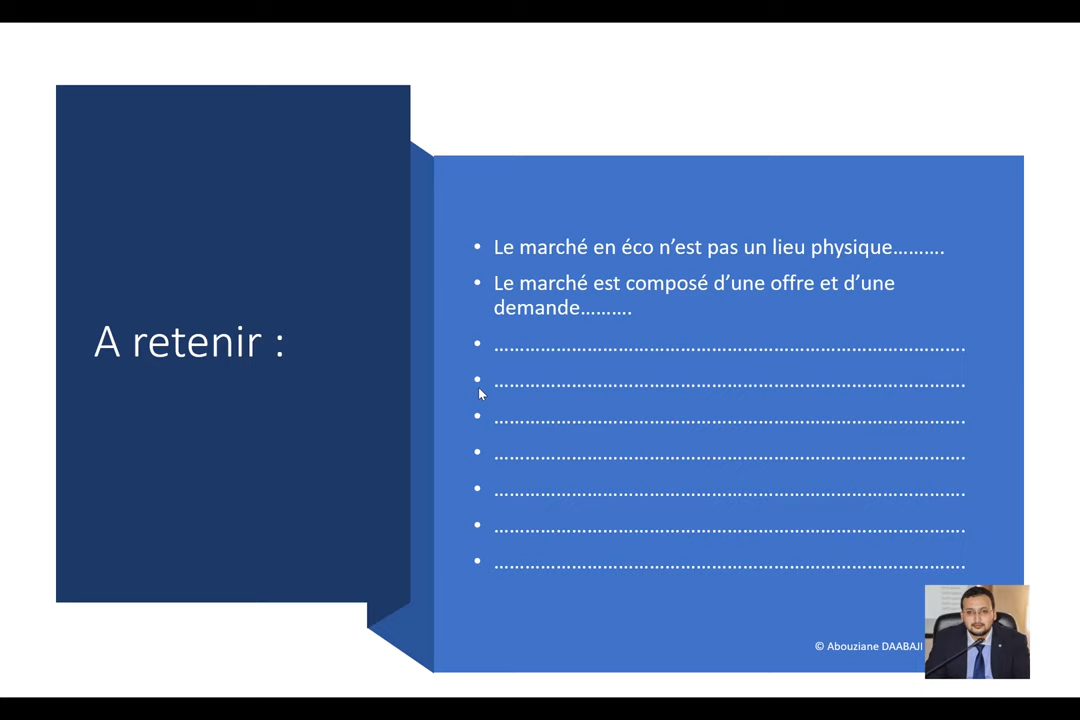 A retenir :
• Le marché en éco n’est pas un lieu physique……….
• Le marché est composé d’une offre et d’une
demande……….
• ……………………………………………………………………………….
• ……………………………………………………………………………….
• ……………………………………………………………………………….
• ……………………………………………………………………………….
• ……………………………………………………………………………….
• ……………………………………………………………………………….
• ……………………………………………………………………………….
© Abouziane DAABAJI